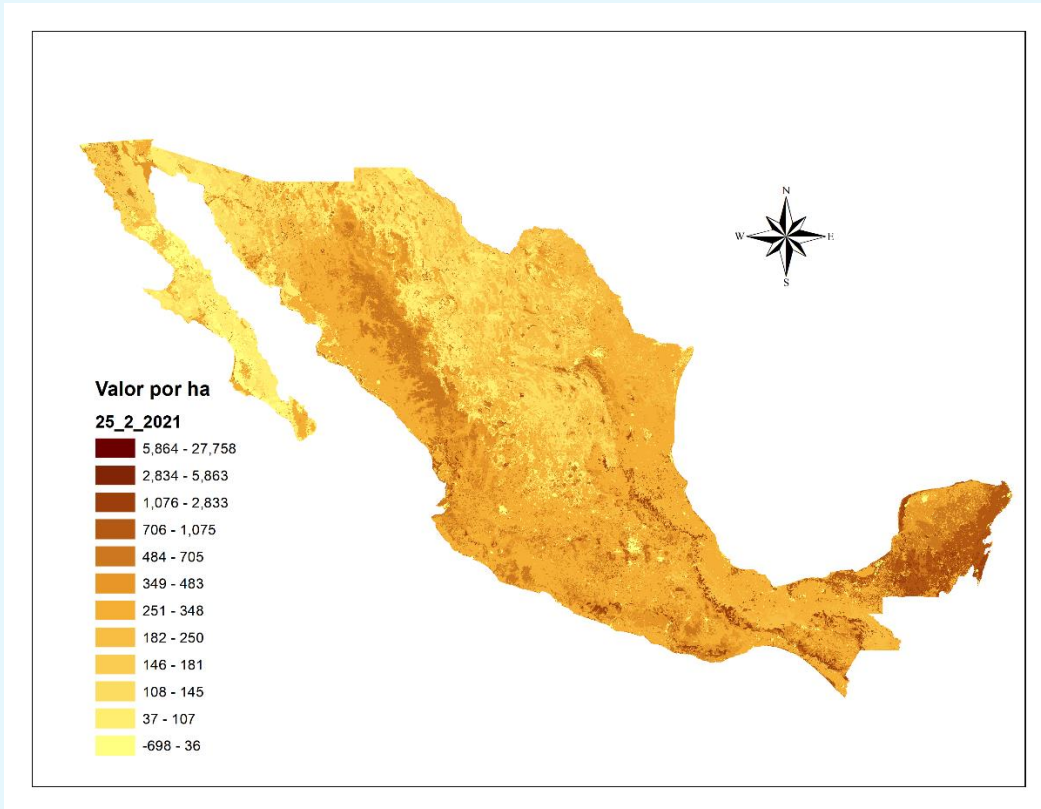 N
W E
S
Valor por ha
25_2_2021
5,864 - 27,758
2,834 - 5,863
1,076 - 2,833
706 - 1,075
484 - 705
349 - 483
251 - 348
182 - 250
146 - 181
108 - 145
37 - 107
-698 - 36